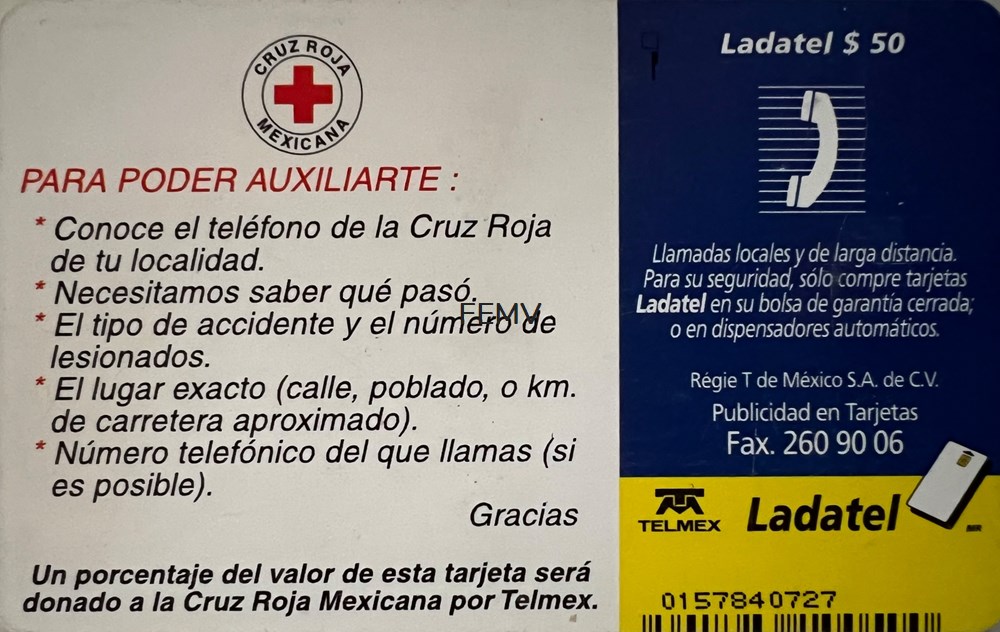 CRUZ ROJA
MEXICANA
PARA PODER AUXILIARTE :
* Conoce el teléfono de la Cruz Roja
de tu localidad.
* Necesitamos saber qué pasó.
* El tipo de accidente y el número de
lesionados.
* El lugar exacto (calle, poblado, o km.
de carretera aproximado).
* Número telefónico del que llamas (si
es posible).
Gracias
Un porcentaje del valor de esta tarjeta será
donado a la Cruz Roja Mexicana por Telmex.
FFMV
Ladatel $ 50
Llamadas locales y de larga distancia.
Para su seguridad, sólo compre tarjetas
Ladatel en su bolsa de garantía cerrada;
o en dispensadores automáticos.
Régie T de México S.A. de C.V.
Publicidad en Tarjetas
Fax. 260 90 06
TELMEX
Ladatel
MR
0157840727